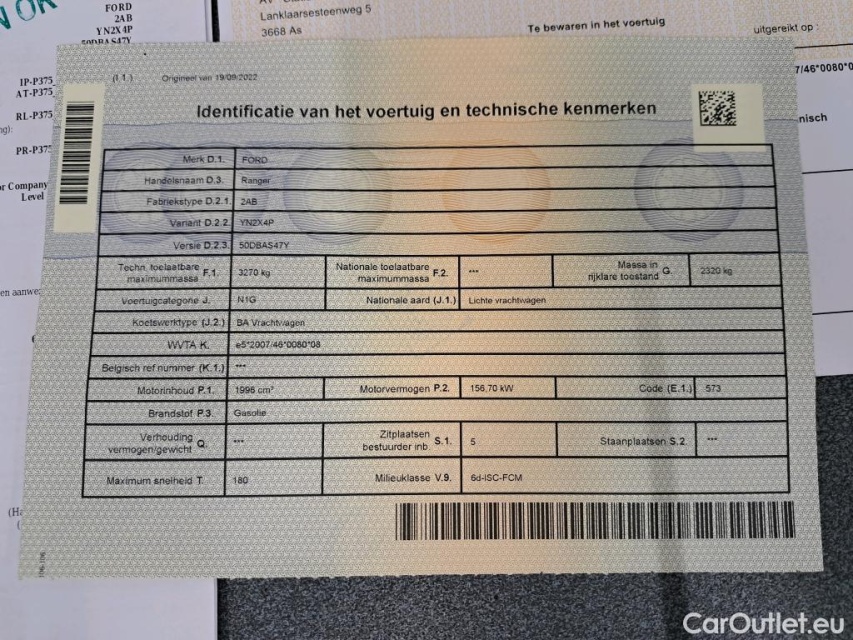 FORD
2AB
YN2X4P
50DBAS47Y
IP-P375
AT-P375
RL-P375
PR-P375
or Company
Level
Lanklaarsesteenweg 5
3668 As
Te bewaren in het voertuig
uitgereikt op :
7/46*0080*0
nisch
(I.1.) Origineel van 19/09/2022
Identificatie van het voertuig en technische kenmerken
Merk D.1. FORD
Handelsnaam D.3. Ranger
Fabriekstype D.2.1. 2AB
Variant D.2.2. YN2X4P
Versie D.2.3. 50DBAS47Y
Techn. toelaatbare maximummassa F.1. 3270 kg Nationale toelaatbare maximummassa F.2. *** Massa in rijklare toestand G. 2320 kg
Voertuigcategorie J. N1G Nationale aard (J.1.) Lichte vrachtwagen
Koetswerktype (J.2.) BA Vrachtwagen
WVTA K. e5*2007/46*0080*08
Belgisch ref nummer (K.1.) ***
Motorinhoud P.1. 1996 cm³ Motorvermogen P.2. 156,70 kW Code (E.1.) 573
Brandstof P.3. Gasolie
Verhouding vermogen/gewicht Q. *** Zitplaatsen bestuurder inb. S.1. 5 Staanplaatsen S.2. ***
Maximum snelheid T. 180 Milieuklasse V.9. 6d-ISC-FCM
CarOutlet.eu